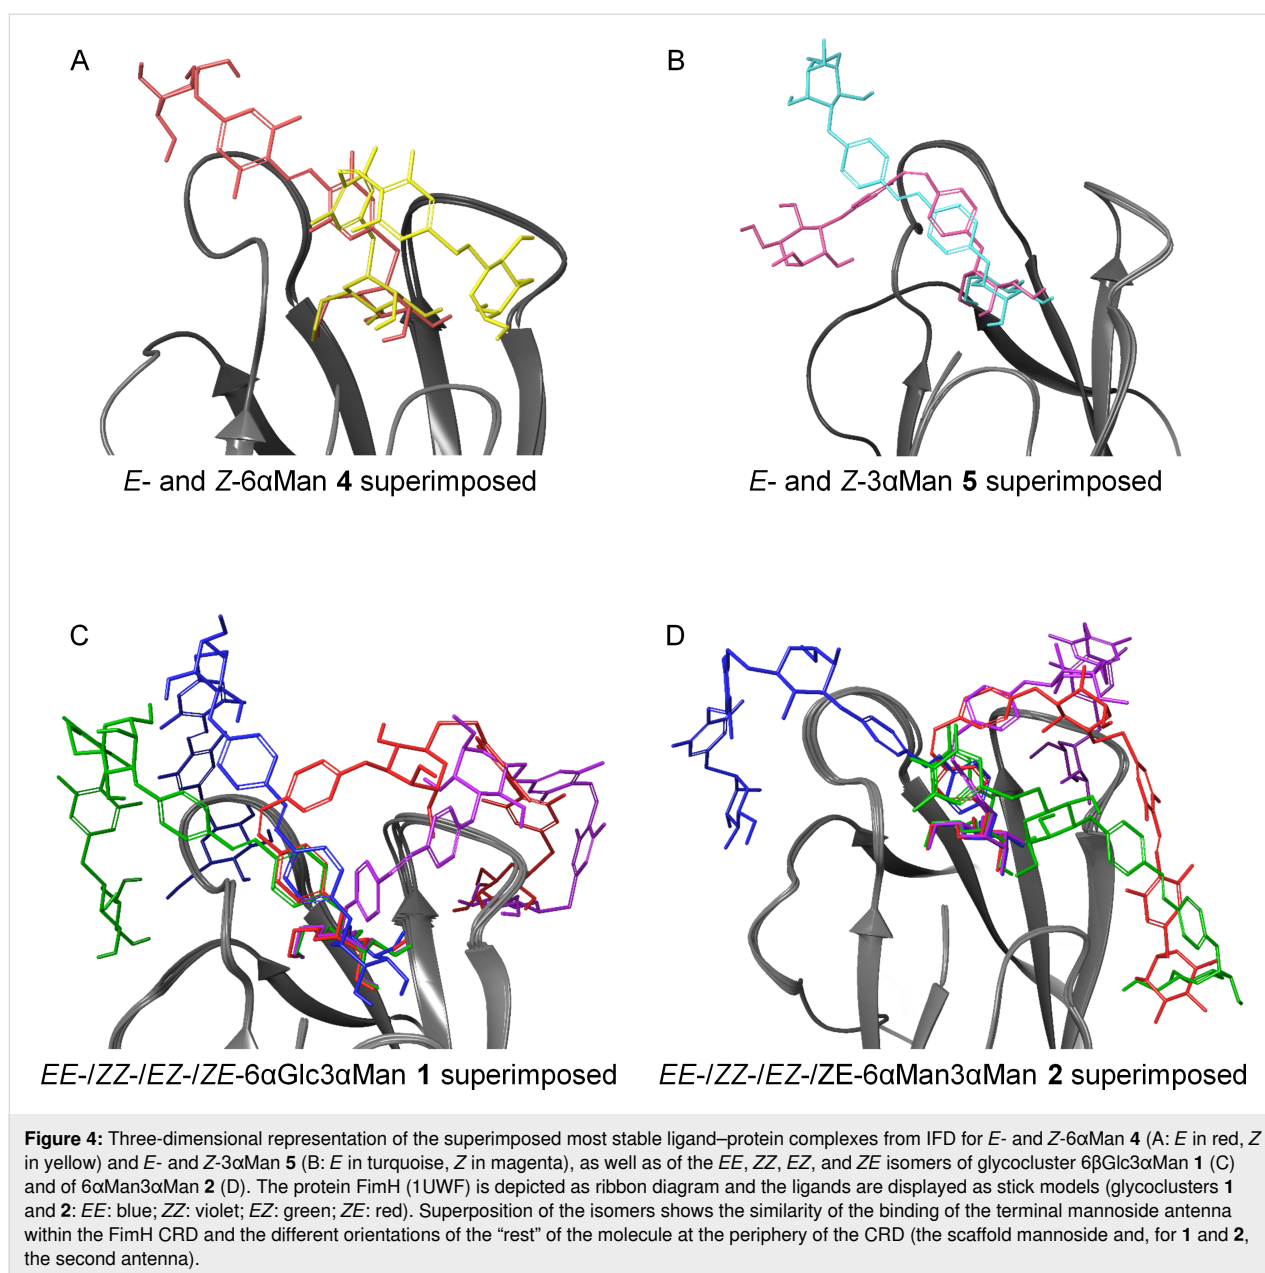 A
B
E- and Z-6αMan 4 superimposed
E- and Z-3αMan 5 superimposed
C
D
EE-/ZZ-/EZ-/ZE-6αGlc3αMan 1 superimposed
EE-/ZZ-/EZ-/ZE-6αMan3αMan 2 superimposed
Figure 4: Three-dimensional representation of the superimposed most stable ligand–protein complexes from IFD for E- and Z-6αMan 4 (A: E in red, Z
in yellow) and E- and Z-3αMan 5 (B: E in turquoise, Z in magenta), as well as of the EE, ZZ, EZ, and ZE isomers of glycocluster 6βGlc3αMan 1 (C)
and of 6αMan3αMan 2 (D). The protein FimH (1UWF) is depicted as ribbon diagram and the ligands are displayed as stick models (glycoclusters 1
and 2: EE: blue; ZZ: violet; EZ: green; ZE: red). Superposition of the isomers shows the similarity of the binding of the terminal mannoside antenna
within the FimH CRD and the different orientations of the “rest” of the molecule at the periphery of the CRD (the scaffold mannoside and, for 1 and 2,
the second antenna).